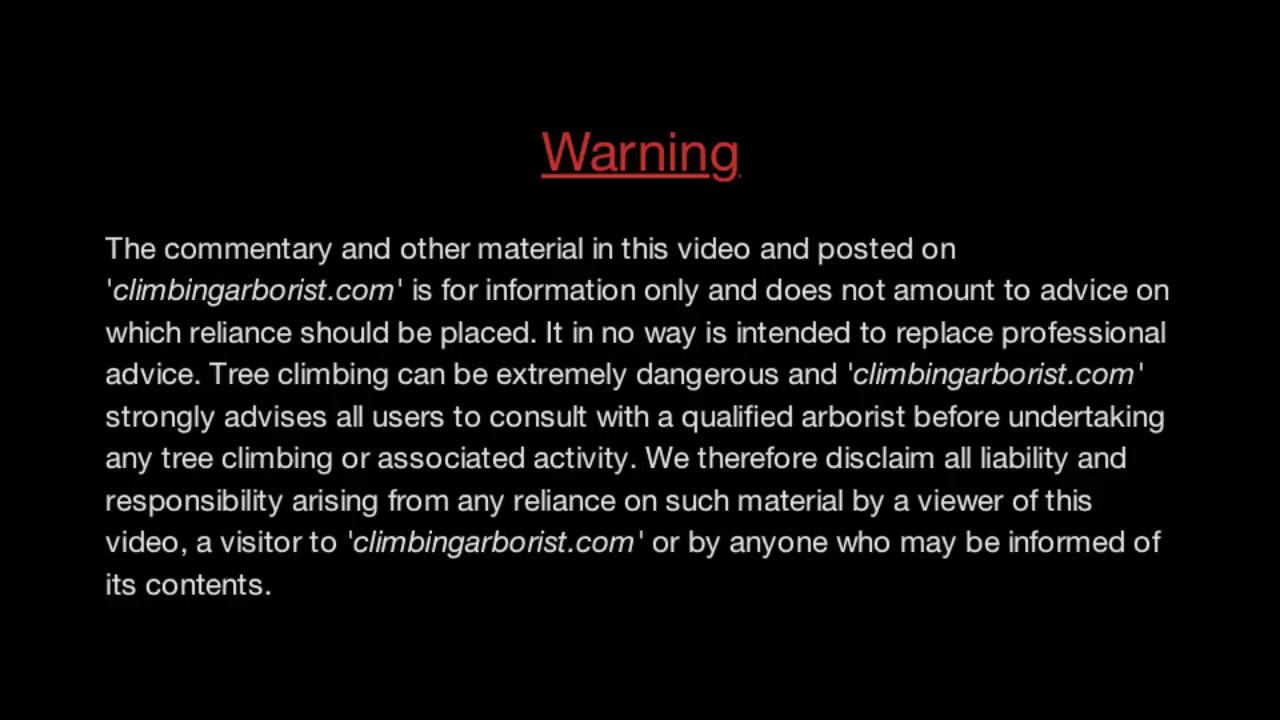 Warning
The commentary and other material in this video and posted on
'climbingarborist.com' is for information only and does not amount to advice on
which reliance should be placed. It in no way is intended to replace professional
advice. Tree climbing can be extremely dangerous and 'climbingarborist.com'
strongly advises all users to consult with a qualified arborist before undertaking
any tree climbing or associated activity. We therefore disclaim all liability and
responsibility arising from any reliance on such material by a viewer of this
video, a visitor to 'climbingarborist.com' or by anyone who may be informed of
its contents.